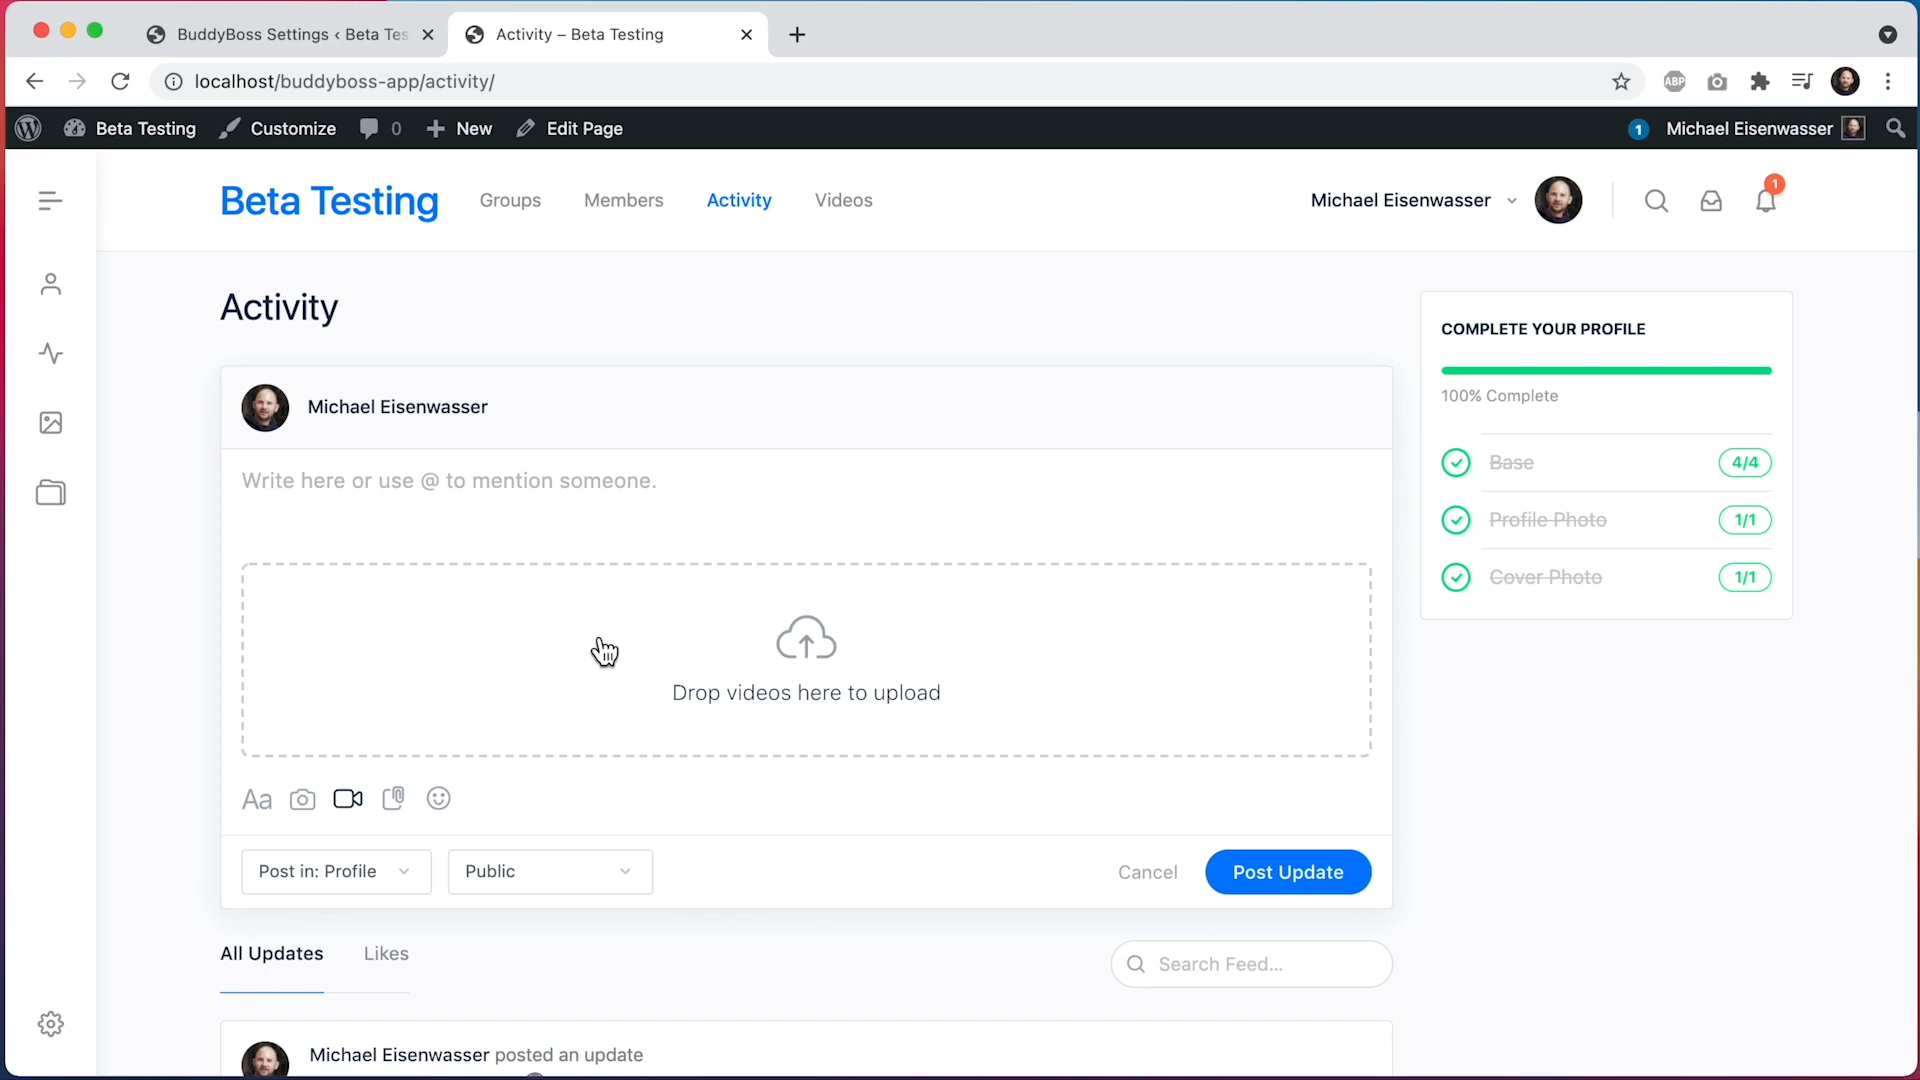 BuddyBoss Settings ‹ Beta Tes
Activity – Beta Testing
localhost/buddyboss-app/activity/
ABP
Beta Testing
Customize
0
New
Edit Page
1
Michael Eisenwasser
Beta Testing
Groups
Members
Activity
Videos
Michael Eisenwasser
1
Activity
Michael Eisenwasser
Write here or use @ to mention someone.
Drop videos here to upload
Aa
Post in: Profile
Public
Cancel
Post Update
All Updates
Likes
Search Feed...
Michael Eisenwasser posted an update
COMPLETE YOUR PROFILE
100% Complete
Base
4/4
Profile Photo
1/1
Cover Photo
1/1